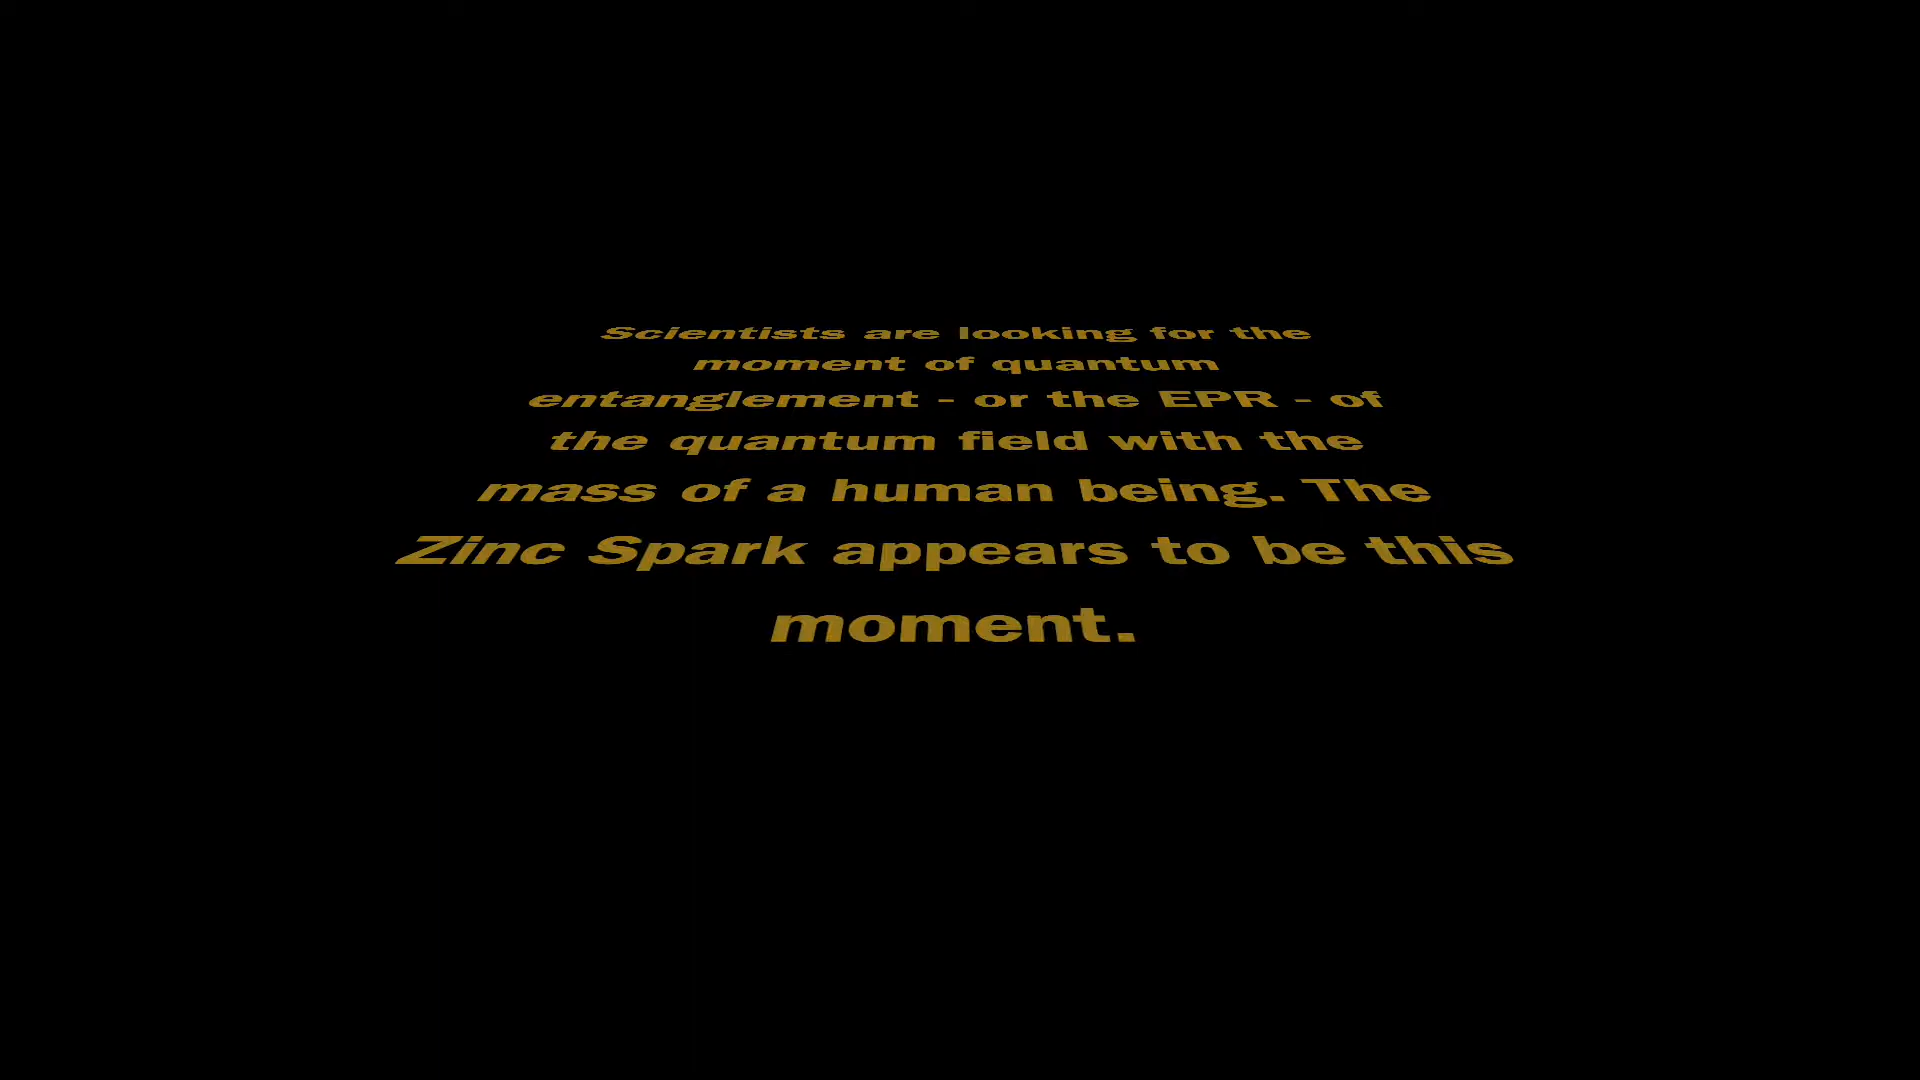 Scientists are looking for the
moment of quantum
entanglement - or the EPR - of
the quantum field with the
mass of a human being. The
Zinc Spark appears to be this
moment.